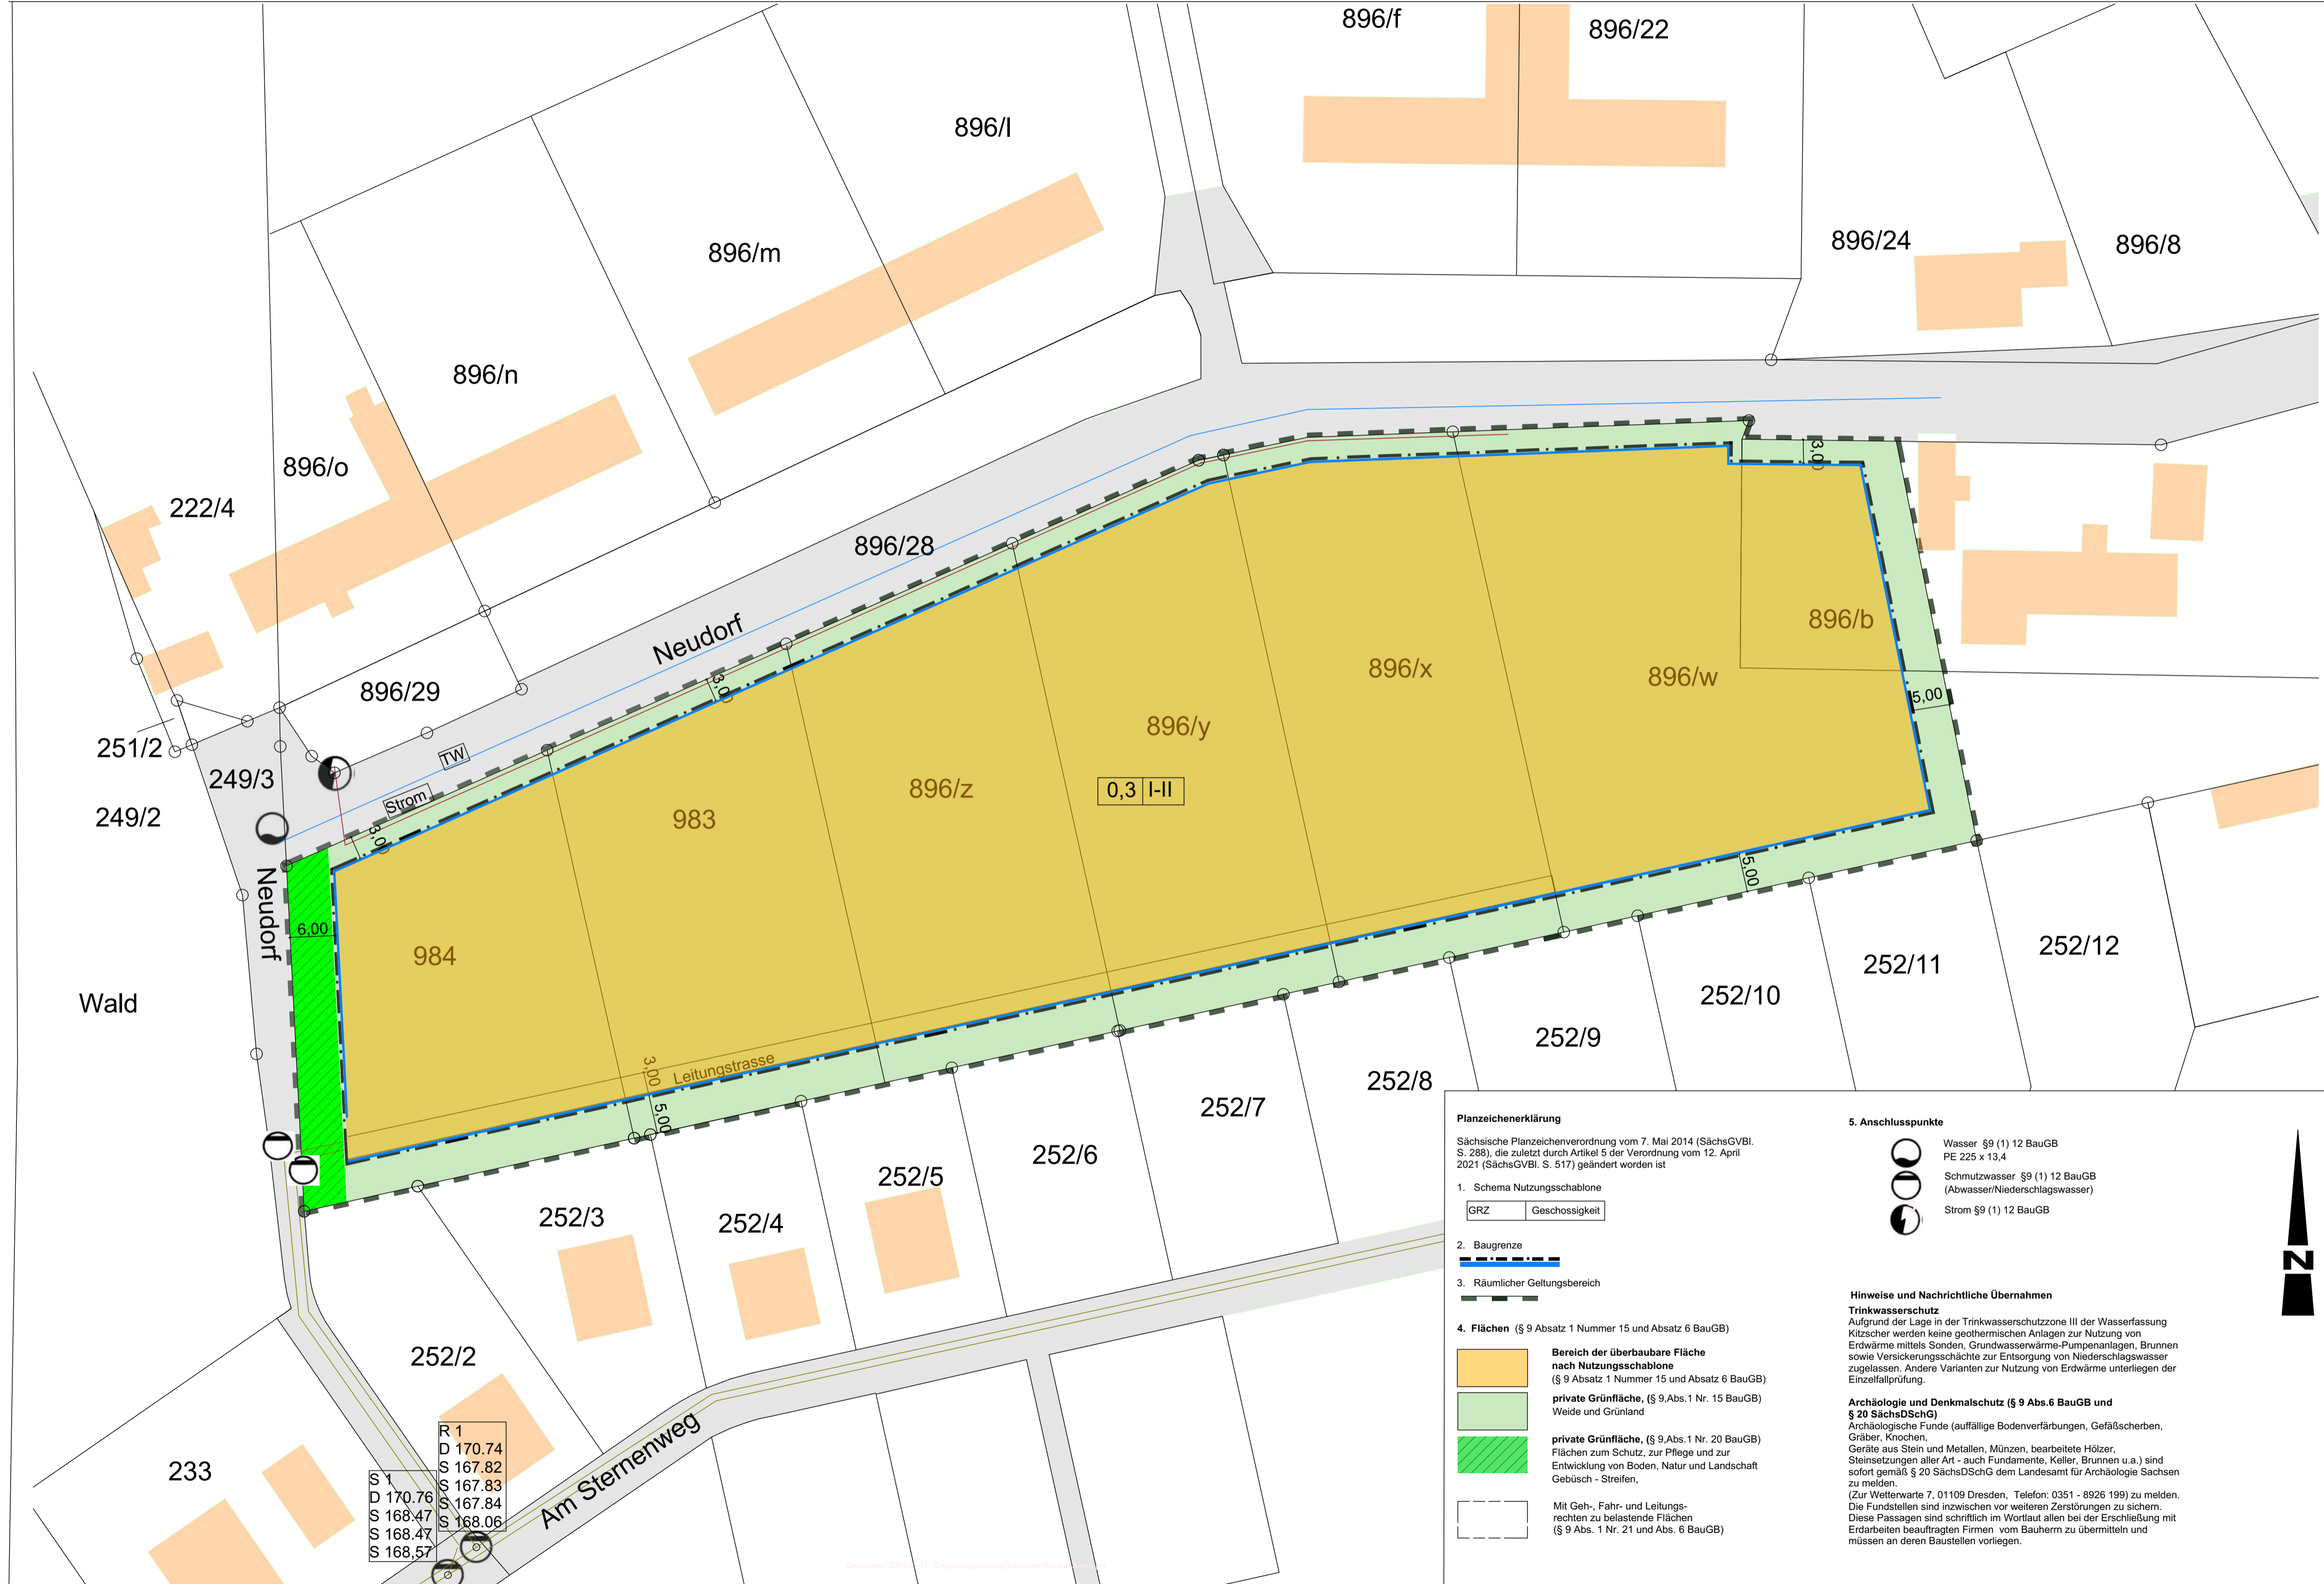 896/f
896/22
896/l
896/m
896/24
896/8
896/n
896/o
222/4
896/28
3,00
Neudorf
896/b
896/x
896/w
896/29
3,00
5,00
896/y
251/2
249/3
TW
896/z
0,3 I-II
Strom
249/2
983
3,00
Neudorf
6,00
984
5,00
252/12
252/11
252/10
Wald
252/9
3,00
Leitungstrasse
252/8
5,00
252/7
252/6
252/5
252/3
252/4
252/2
233
Am Sternenweg
R 1
D 170.74
S 167.82
S 167.83
S 167.84
S 168.06
S 1
D 170.76
S 168.47
S 168.47
S 168,57
Planzeichenerklärung
Sächsische Planzeichenverordnung vom 7. Mai 2014 (SächsGVBl.
S. 288), die zuletzt durch Artikel 5 der Verordnung vom 12. April
2021 (SächsGVBl. S. 517) geändert worden ist
1. Schema Nutzungsschablone
GRZ Geschossigkeit
2. Baugrenze
3. Räumlicher Geltungsbereich
4. Flächen (§ 9 Absatz 1 Nummer 15 und Absatz 6 BauGB)
Bereich der überbaubare Fläche
nach Nutzungsschablone
(§ 9 Absatz 1 Nummer 15 und Absatz 6 BauGB)
private Grünfläche, (§ 9,Abs.1 Nr. 15 BauGB)
Weide und Grünland
private Grünfläche, (§ 9,Abs.1 Nr. 20 BauGB)
Flächen zum Schutz, zur Pflege und zur
Entwicklung von Boden, Natur und Landschaft
Gebüsch - Streifen,
Mit Geh-, Fahr- und Leitungs-
rechten zu belastende Flächen
(§ 9 Abs. 1 Nr. 21 und Abs. 6 BauGB)
5. Anschlusspunkte
Wasser §9 (1) 12 BauGB
PE 225 x 13,4
Schmutzwasser §9 (1) 12 BauGB
(Abwasser/Niederschlagswasser)
Strom §9 (1) 12 BauGB
N
Hinweise und Nachrichtliche Übernahmen
Trinkwasserschutz
Aufgrund der Lage in der Trinkwasserschutzzone III der Wasserfassung
Kitzscher werden keine geothermischen Anlagen zur Nutzung von
Erdwärme mittels Sonden, Grundwasserwärme-Pumpenanlagen, Brunnen
sowie Versickerungsschächte zur Entsorgung von Niederschlagswasser
zugelassen. Andere Varianten zur Nutzung von Erdwärme unterliegen der
Einzelfallprüfung.
Archäologie und Denkmalschutz (§ 9 Abs.6 BauGB und
§ 20 SächsDSchG)
Archäologische Funde (auffällige Bodenverfärbungen, Gefäßscherben,
Gräber, Knochen,
Geräte aus Stein und Metallen, Münzen, bearbeitete Hölzer,
Steinsetzungen aller Art - auch Fundamente, Keller, Brunnen u.a.) sind
sofort gemäß § 20 SächsDSchG dem Landesamt für Archäologie Sachsen
zu melden.
(Zur Wetterwarte 7, 01109 Dresden, Telefon: 0351 - 8926 199) zu melden.
Die Fundstellen sind inzwischen vor weiteren Zerstörungen zu sichern.
Diese Passagen sind schriftlich im Wortlaut allen bei der Erschließung mit
Erdarbeiten beauftragten Firmen vom Bauherrn zu übermitteln und
müssen an deren Baustellen vorliegen.